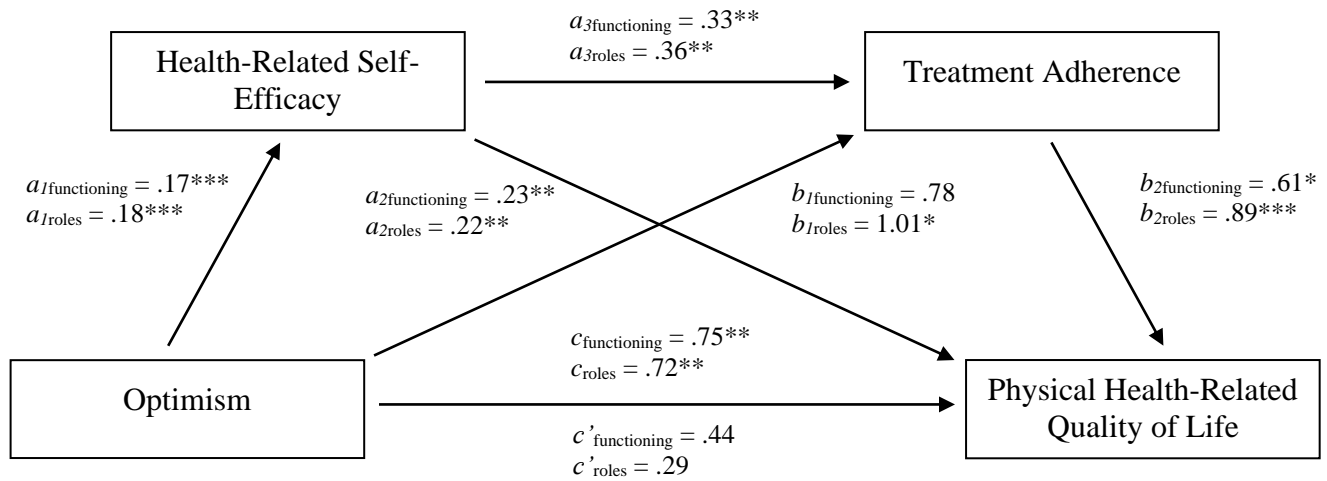 a3functioning = .33**
a3roles = .36**
Health-Related Self-
Efficacy
Treatment Adherence
a1functioning = .17***
a1roles = .18***
a2functioning = .23**
a2roles = .22**
b1functioning = .78
b1roles = 1.01*
b2functioning = .61*
b2roles = .89***
cfunctioning = .75**
croles = .72**
Optimism
Physical Health-Related
Quality of Life
c’functioning = .44
c’roles = .29